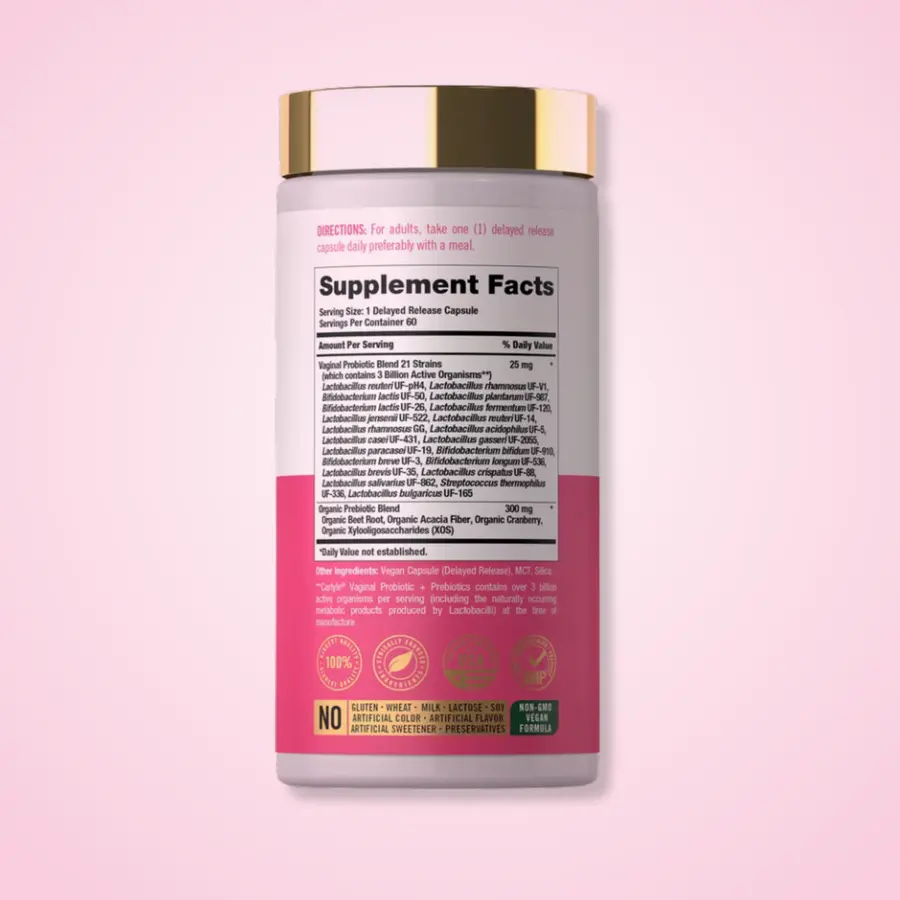 DIRECTIONS: For adults, take one (1) delayed release
capsule daily preferably with a meal.
Supplement Facts
Serving Size: 1 Delayed Release Capsule
Servings Per Container 60
Amount Per Serving % Daily Value
Vaginal Probiotic Blend 21 Strains 25 mg *
(which contains 3 Billion Active Organisms**)
Lactobacillus reuteri UF-pH4, Lactobacillus rhamnosus UF-V1,
Bifidobacterium lactis UF-50, Lactobacillus plantarum UF-987,
Bifidobacterium lactis UF-26, Lactobacillus fermentum UF-120,
Lactobacillus jensenii UF-522, Lactobacillus reuteri UF-14,
Lactobacillus rhamnosus GG, Lactobacillus acidophilus UF-5,
Lactobacillus casei UF-431, Lactobacillus gasseri UF-2055,
Lactobacillus paracasei UF-19, Bifidobacterium bifidum UF-910,
Bifidobacterium breve UF-3, Bifidobacterium longum UF-536,
Lactobacillus brevis UF-35, Lactobacillus crispatus UF-88,
Lactobacillus salivarius UF-862, Streptococcus thermophilus
UF-336, Lactobacillus bulgaricus UF-165
Organic Prebiotic Blend 300 mg *
Organic Beet Root, Organic Acacia Fiber, Organic Cranberry,
Organic Xylooligosaccharides (XOS)
*Daily Value not established.
Other Ingredients: Vegan Capsule (Delayed Release), MCT, Silica.
**Carlyle® Vaginal Probiotic + Prebiotics contains over 3 billion
active organisms per serving (including the naturally occuring
metabolic products produced by Lactobacilli) at the time of
manufacture
100%
ETHICALLY SOURCED
INGREDIENTS
GMP
NO
GLUTEN • WHEAT • MILK • LACTOSE • SOY
ARTIFICIAL COLOR • ARTIFICIAL FLAVOR
ARTIFICIAL SWEETENER • PRESERVATIVES
NON-GMO
VEGAN
FORMULA